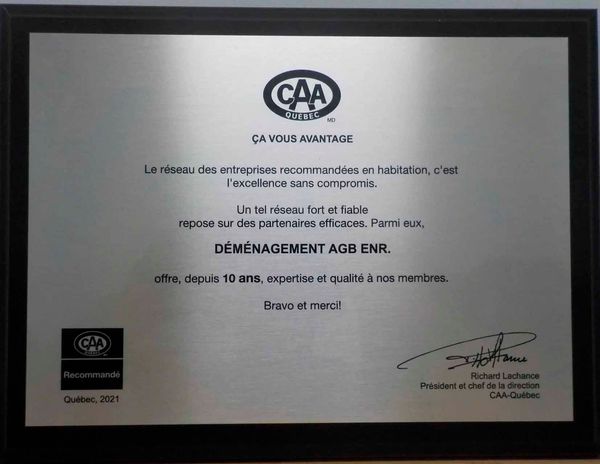 CAA
QUÉBEC
MD
ÇA VOUS AVANTAGE
Le réseau des entreprises recommandées en habitation, c'est
l'excellence sans compromis.
Un tel réseau fort et fiable
repose sur des partenaires efficaces. Parmi eux,
DÉMÉNAGEMENT AGB ENR.
offre, depuis 10 ans, expertise et qualité à nos membres.
Bravo et merci!
CAA
QUÉBEC
Recommandé
Québec, 2021
Richard Lachance
Président et chef de la direction
CAA-Québec